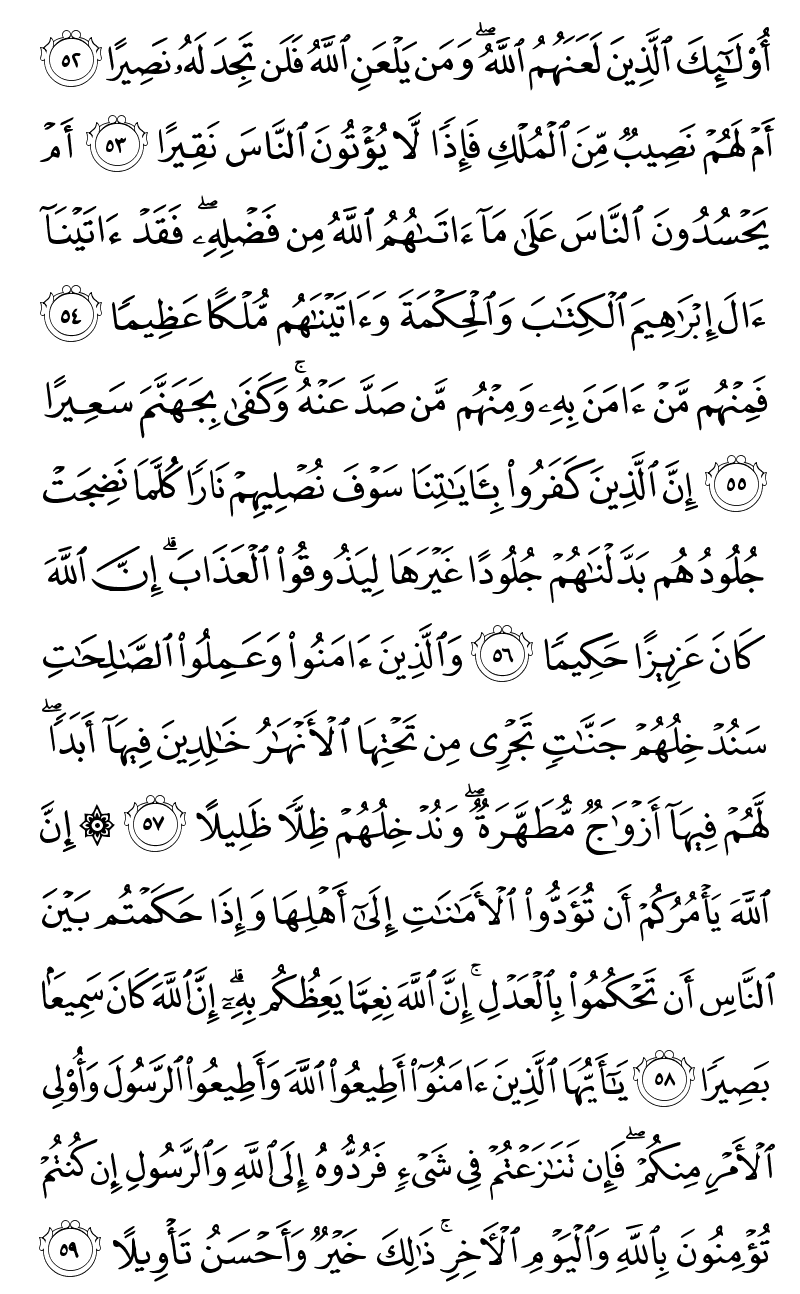 أُوْلَٰٓئِكَ ٱلَّذِينَ لَعَنَهُمُ ٱللَّهُۖ وَمَن يَلۡعَنِ ٱللَّهُ فَلَن تَجِدَ لَهُۥ نَصِيرًا ٥٢
أَمۡ لَهُمۡ نَصِيبٞ مِّنَ ٱلۡمُلۡكِ فَإِذٗا لَّا يُؤۡتُونَ ٱلنَّاسَ نَقِيرًا ٥٣ أَمۡ
يَحۡسُدُونَ ٱلنَّاسَ عَلَىٰ مَآ ءَاتَىٰهُمُ ٱللَّهُ مِن فَضۡلِهِۦۖ فَقَدۡ ءَاتَيۡنَآ
ءَالَ إِبۡرَٰهِيمَ ٱلۡكِتَٰبَ وَٱلۡحِكۡمَةَ وَءَاتَيۡنَٰهُم مُّلۡكًا عَظِيمٗا ٥٤
فَمِنۡهُم مَّنۡ ءَامَنَ بِهِۦ وَمِنۡهُم مَّن صَدَّ عَنۡهُۚ وَكَفَىٰ بِجَهَنَّمَ سَعِيرًا
٥٥ إِنَّ ٱلَّذِينَ كَفَرُواْ بِـَٔايَٰتِنَا سَوۡفَ نُصۡلِيهِمۡ نَارٗا كُلَّمَا نَضِجَتۡ
جُلُودُهُم بَدَّلۡنَٰهُمۡ جُلُودًا غَيۡرَهَا لِيَذُوقُواْ ٱلۡعَذَابَۗ إِنَّ ٱللَّهَ
كَانَ عَزِيزًا حَكِيمٗا ٥٦ وَٱلَّذِينَ ءَامَنُواْ وَعَمِلُواْ ٱلصَّٰلِحَٰتِ
سَنُدۡخِلُهُمۡ جَنَّٰتٖ تَجۡرِي مِن تَحۡتِهَا ٱلۡأَنۡهَٰرُ خَٰلِدِينَ فِيهَآ أَبَدٗاۖ
لَّهُمۡ فِيهَآ أَزۡوَٰجٞ مُّطَهَّرَةٞۖ وَنُدۡخِلُهُمۡ ظِلّٗا ظَلِيلًا ٥٧ ۞ إِنَّ
ٱللَّهَ يَأۡمُرُكُمۡ أَن تُؤَدُّواْ ٱلۡأَمَٰنَٰتِ إِلَىٰٓ أَهۡلِهَا وَإِذَا حَكَمۡتُم بَيۡنَ
ٱلنَّاسِ أَن تَحۡكُمُواْ بِٱلۡعَدۡلِۚ إِنَّ ٱللَّهَ نِعِمَّا يَعِظُكُم بِهِۦٓۗ إِنَّ ٱللَّهَ كَانَ سَمِيعَۢا
بَصِيرٗا ٥٨ يَٰٓأَيُّهَا ٱلَّذِينَ ءَامَنُوٓاْ أَطِيعُواْ ٱللَّهَ وَأَطِيعُواْ ٱلرَّسُولَ وَأُوْلِي
ٱلۡأَمۡرِ مِنكُمۡۖ فَإِن تَنَٰزَعۡتُمۡ فِي شَيۡءٖ فَرُدُّوهُ إِلَى ٱللَّهِ وَٱلرَّسُولِ إِن كُنتُمۡ
تُؤۡمِنُونَ بِٱللَّهِ وَٱلۡيَوۡمِ ٱلۡأٓخِرِۚ ذَٰلِكَ خَيۡرٞ وَأَحۡسَنُ تَأۡوِيلًا ٥٩